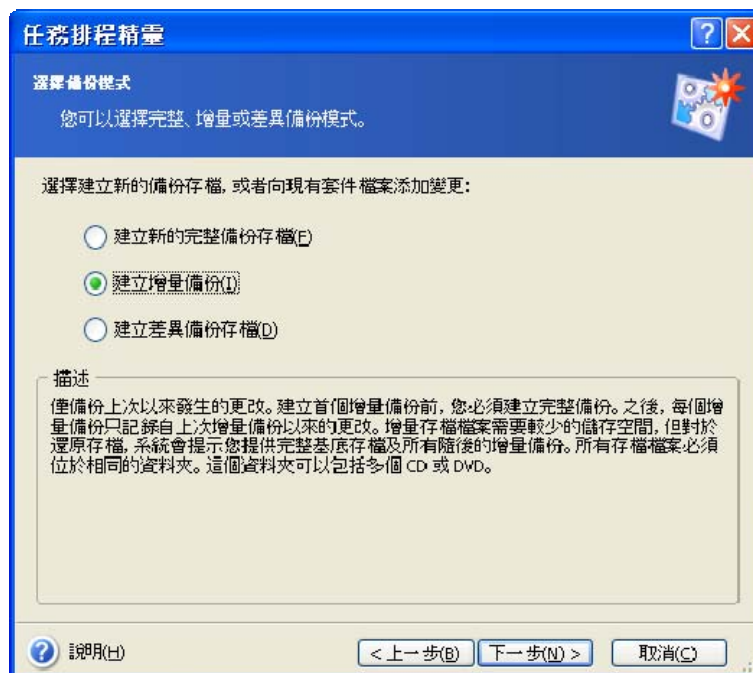 任務排程精靈
選擇備份模式
您可以選擇完整、增量或差異備份模式。
選擇建立新的備份存檔，或者向現有套件檔案添加變更：
建立新的完整備份存檔(F)
建立增量備份(I)
建立差異備份存檔(D)
描述
僅備份上次以來發生的更改。建立首個增量備份前，您必須建立完整備份。之後，每個增
量備份只記錄自上次增量備份以來的更改。增量存檔檔案需要較少的儲存空間，但對於
還原存檔，系統會提示您提供完整基底存檔及所有隨後的增量備份。所有存檔檔案必須
位於相同的資料夾。這個資料夾可以包括多個 CD 或 DVD。
說明(H)
< 上一步(B)
下一步(N) >
取消(C)